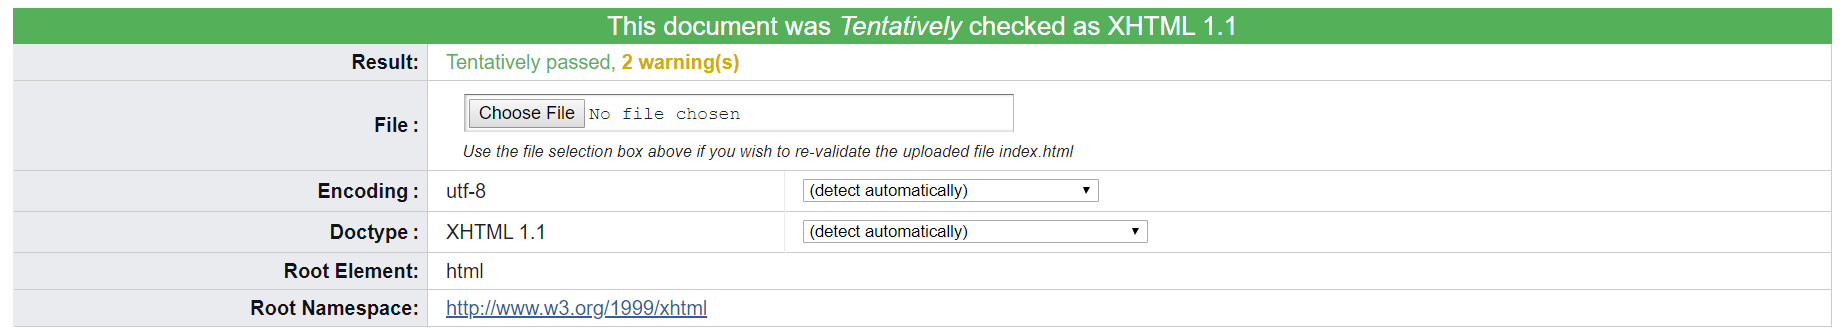 This document was Tentatively checked as XHTML 1.1
Result: Tentatively passed, 2 warning(s)
File : Choose File No file chosen
Use the file selection box above if you wish to re-validate the uploaded file index.html
Encoding : utf-8 (detect automatically)
Doctype : XHTML 1.1 (detect automatically)
Root Element: html
Root Namespace: http://www.w3.org/1999/xhtml